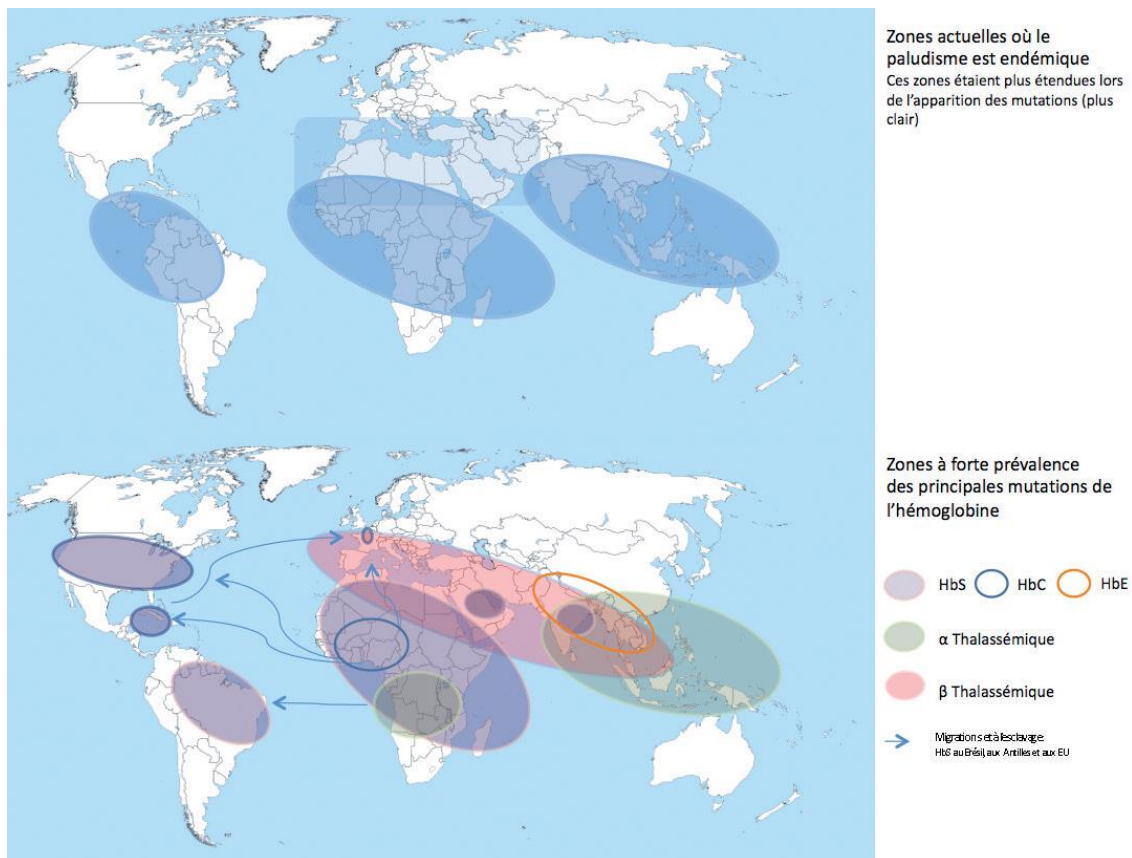 Zones actuelles où le
paludisme est endémique
Ces zones étaient plus étendues lors
de l'apparition des mutations (plus
clair)
Zones à forte prévalence
des principales mutations de
l'hémoglobine
HbS HbC HbE
α Thalassémique
β Thalassémique
Migrations et à l'esclavage:
HbS au Brésil, aux Antilles et aux EU